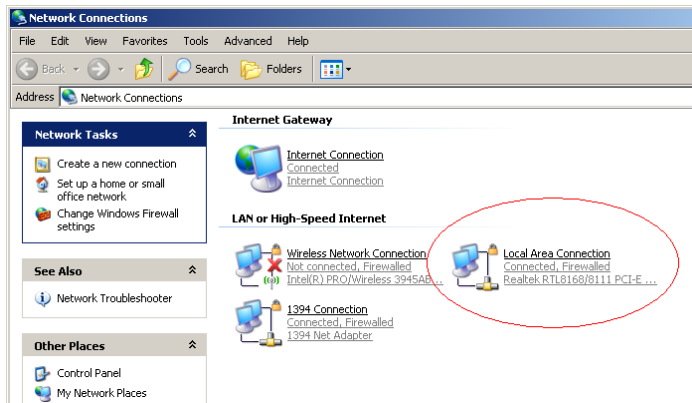 Network Connections
File Edit View Favorites Tools Advanced Help
Back Search Folders
Address Network Connections
Network Tasks
Create a new connection
Set up a home or small
office network
Change Windows Firewall
settings
See Also
Network Troubleshooter
Other Places
Control Panel
My Network Places
Internet Gateway
Internet Connection
Connected
Internet Connection
LAN or High-Speed Internet
Wireless Network Connection
Not connected, Firewalled
Intel(R) PRO/Wireless 3945AB...
Local Area Connection
Connected, Firewalled
Realtek RTL8168/8111 PCI-E ...
1394 Connection
Connected, Firewalled
1394 Net Adapter